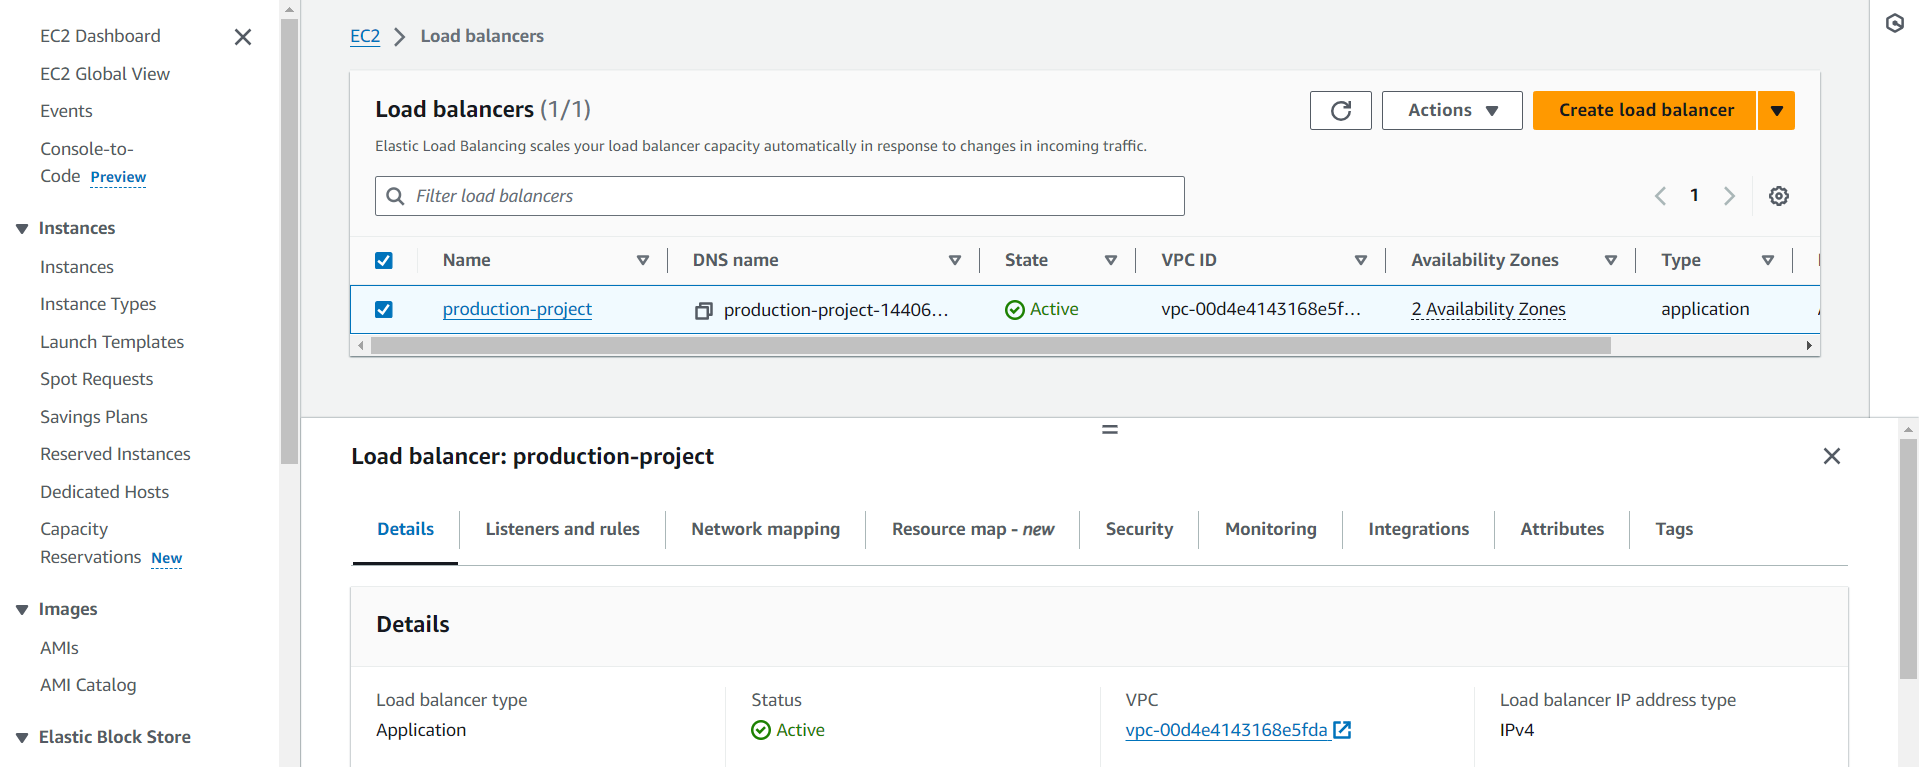 EC2 Dashboard
EC2 Global View
Events
Console-to-
Code Preview
Instances
Instances
Instance Types
Launch Templates
Spot Requests
Savings Plans
Reserved Instances
Dedicated Hosts
Capacity
Reservations New
Images
AMIs
AMI Catalog
Elastic Block Store
EC2 Load balancers
Load balancers (1/1)
Actions
Create load balancer
Elastic Load Balancing scales your load balancer capacity automatically in response to changes in incoming traffic.
Filter load balancers
1
Name DNS name State VPC ID Availability Zones Type
production-project production-project-14406... Active vpc-00d4e4143168e5f... 2 Availability Zones application
Load balancer: production-project
Details Listeners and rules Network mapping Resource map - new Security Monitoring Integrations Attributes Tags
Details
Load balancer type Status VPC Load balancer IP address type
Application Active vpc-00d4e4143168e5fda IPv4